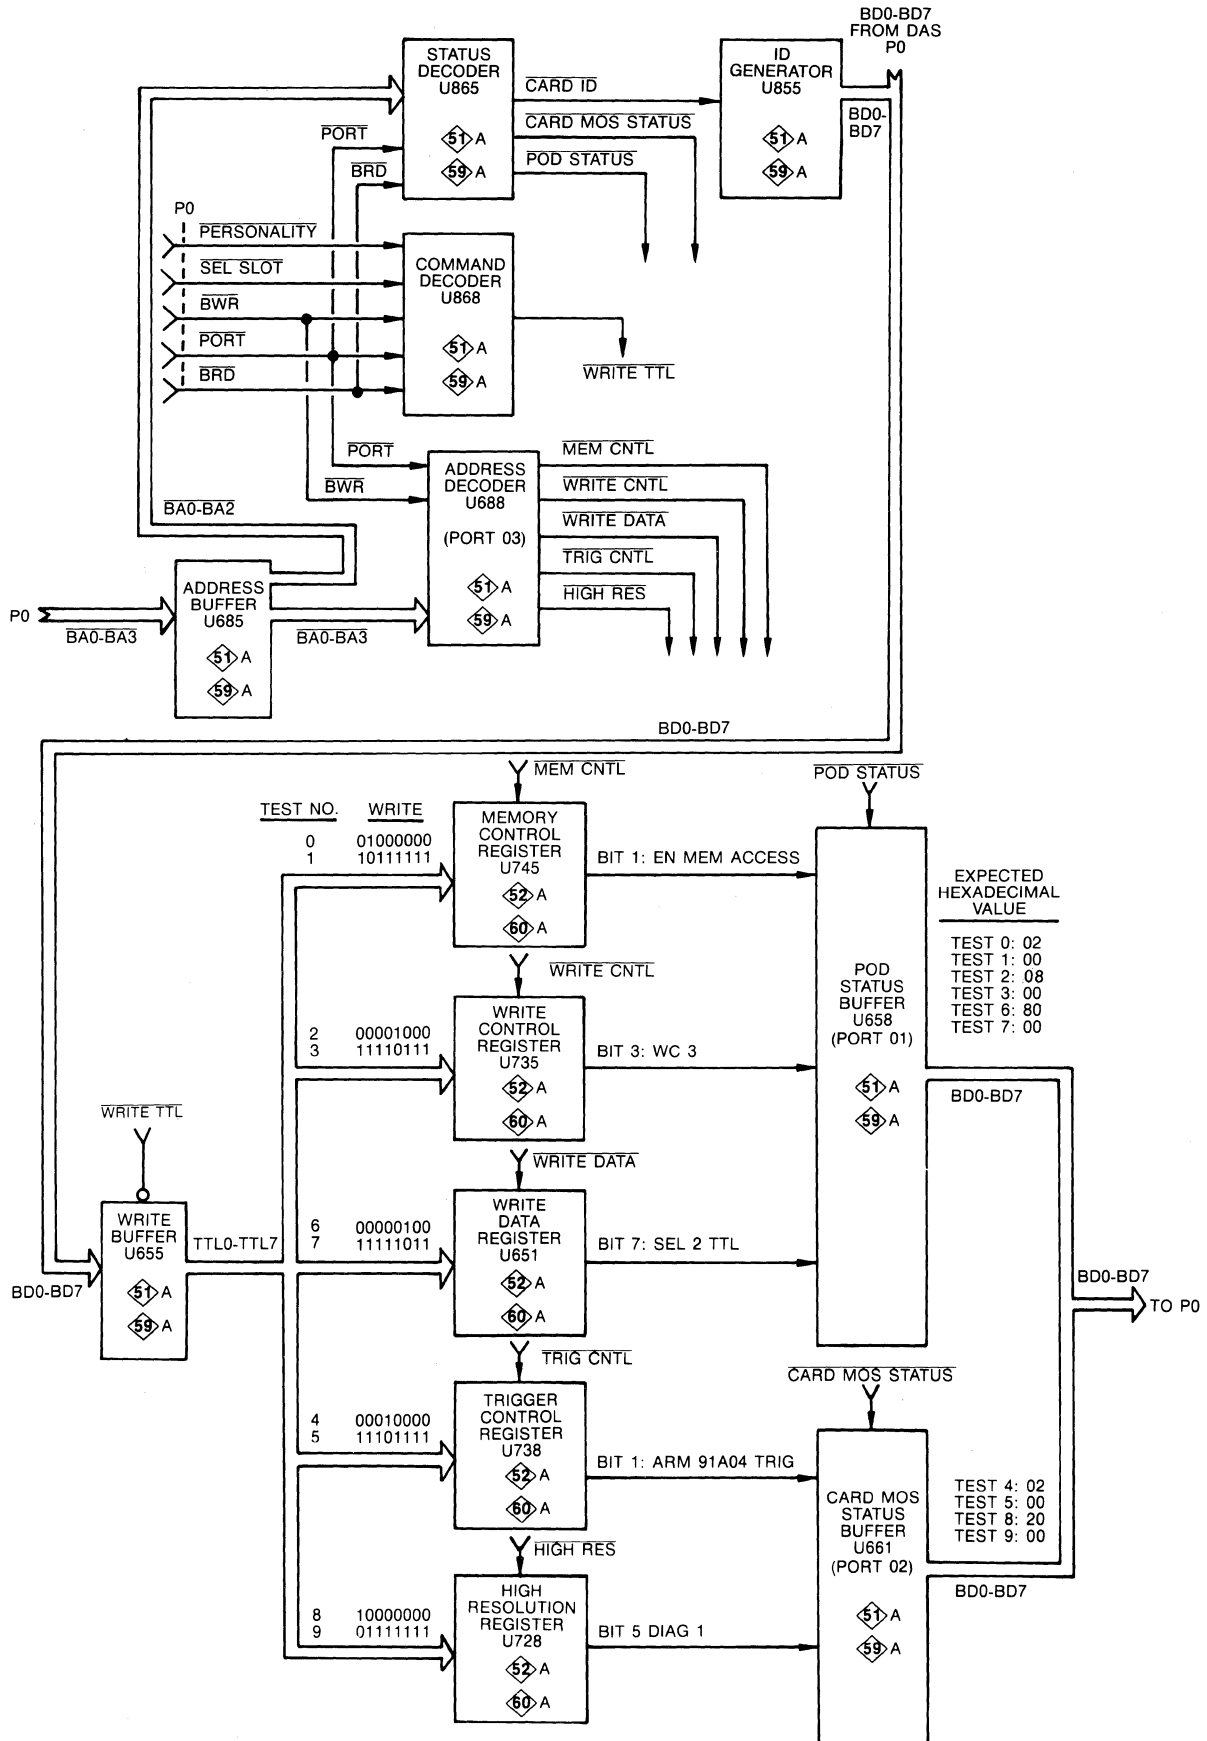 BD0-BD7
FROM DAS
P0
STATUS
DECODER
U865
51 A
59 A
ID
GENERATOR
U855
51 A
59 A
CARD ID
CARD MOS STATUS
POD STATUS
BD0-
BD7
PORT
BRD
P0
PERSONALITY
SEL SLOT
BWR
PORT
BRD
COMMAND
DECODER
U868
51 A
59 A
WRITE TTL
PORT
BWR
ADDRESS
DECODER
U688
(PORT 03)
51 A
59 A
MEM CNTL
WRITE CNTL
WRITE DATA
TRIG CNTL
HIGH RES
BA0-BA2
P0
BA0-BA3
ADDRESS
BUFFER
U685
51 A
59 A
BA0-BA3
BD0-BD7
TEST NO. WRITE
0 01000000
1 10111111
MEM CNTL
MEMORY
CONTROL
REGISTER
U745
52 A
60 A
BIT 1: EN MEM ACCESS
POD STATUS
POD
STATUS
BUFFER
U658
(PORT 01)
51 A
59 A
EXPECTED
HEXADECIMAL
VALUE
TEST 0: 02
TEST 1: 00
TEST 2: 08
TEST 3: 00
TEST 6: 80
TEST 7: 00
BD0-BD7
2 00001000
3 11110111
WRITE CNTL
WRITE
CONTROL
REGISTER
U735
52 A
60 A
BIT 3: WC 3
WRITE TTL
WRITE
BUFFER
U655
51 A
59 A
BD0-BD7
TTL0-TTL7
6 00000100
7 11111011
WRITE DATA
WRITE
DATA
REGISTER
U651
52 A
60 A
BIT 7: SEL 2 TTL
BD0-BD7
TO P0
4 00010000
5 11101111
TRIG CNTL
TRIGGER
CONTROL
REGISTER
U738
52 A
60 A
BIT 1: ARM 91A04 TRIG
CARD MOS STATUS
CARD MOS
STATUS
BUFFER
U661
(PORT 02)
51 A
59 A
TEST 4: 02
TEST 5: 00
TEST 8: 20
TEST 9: 00
BD0-BD7
8 10000000
9 01111111
HIGH RES
HIGH
RESOLUTION
REGISTER
U728
52 A
60 A
BIT 5 DIAG 1